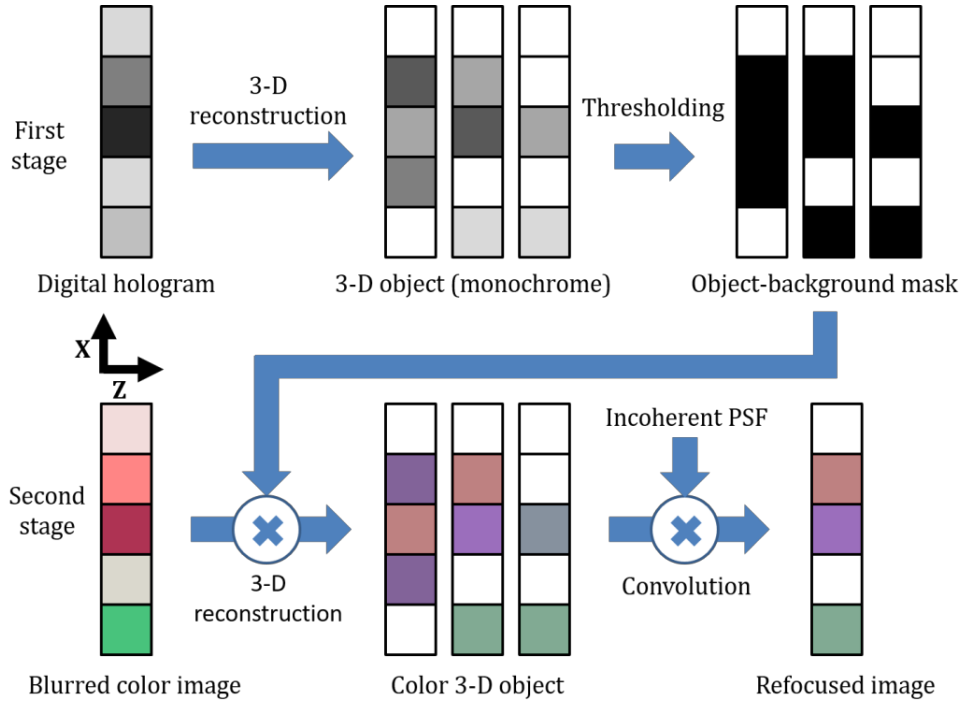 First
stage
3-D
reconstruction
Thresholding
Digital hologram
3-D object (monochrome)
Object-background mask
X
Z
Second
stage
3-D
reconstruction
Incoherent PSF
Convolution
Blurred color image
Color 3-D object
Refocused image